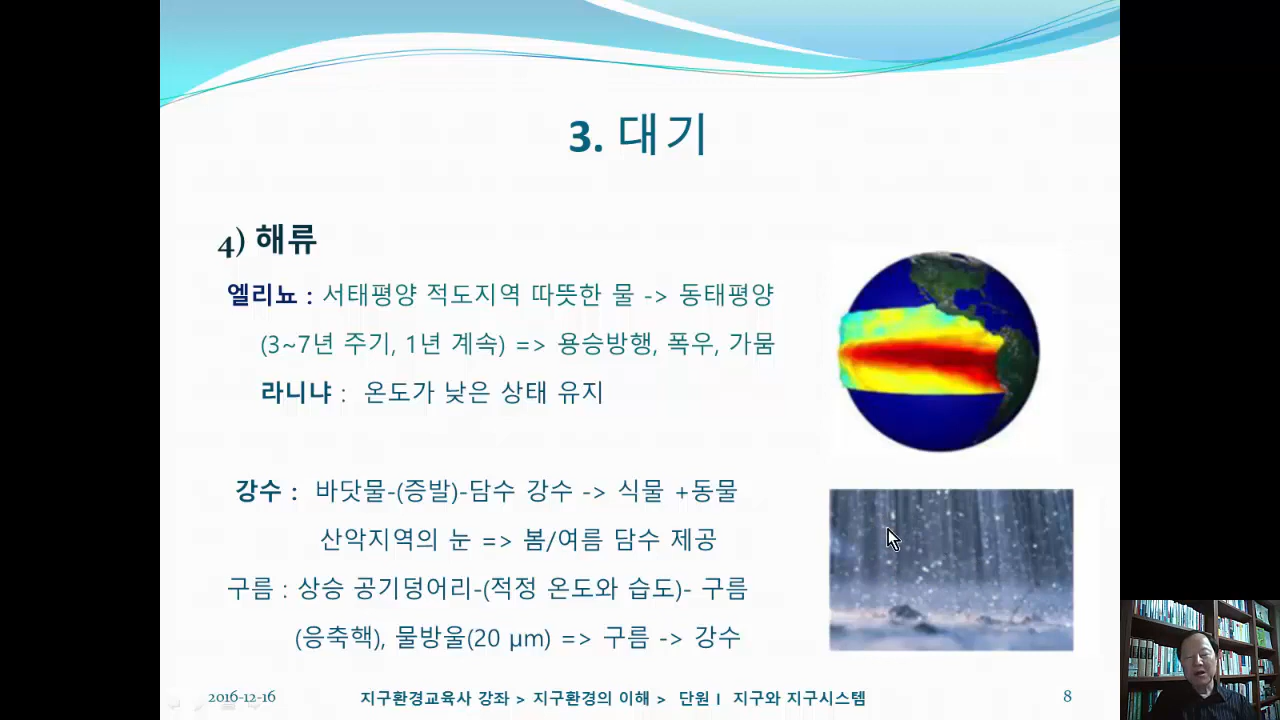 3. 대기
4) 해류
엘리뇨 : 서태평양 적도지역 따뜻한 물 -> 동태평양
(3~7년 주기, 1년 계속) => 용승방행, 폭우, 가뭄
라니냐 : 온도가 낮은 상태 유지
강수 : 바닷물-(증발)-담수 강수 -> 식물 +동물
산악지역의 눈 => 봄/여름 담수 제공
구름 : 상승 공기덩어리-(적정 온도와 습도)- 구름
(응축핵), 물방울(20 µm) => 구름 -> 강수
2016-12-16 지구환경교육사 강좌 > 지구환경의 이해 > 단원 I 지구와 지구시스템 8